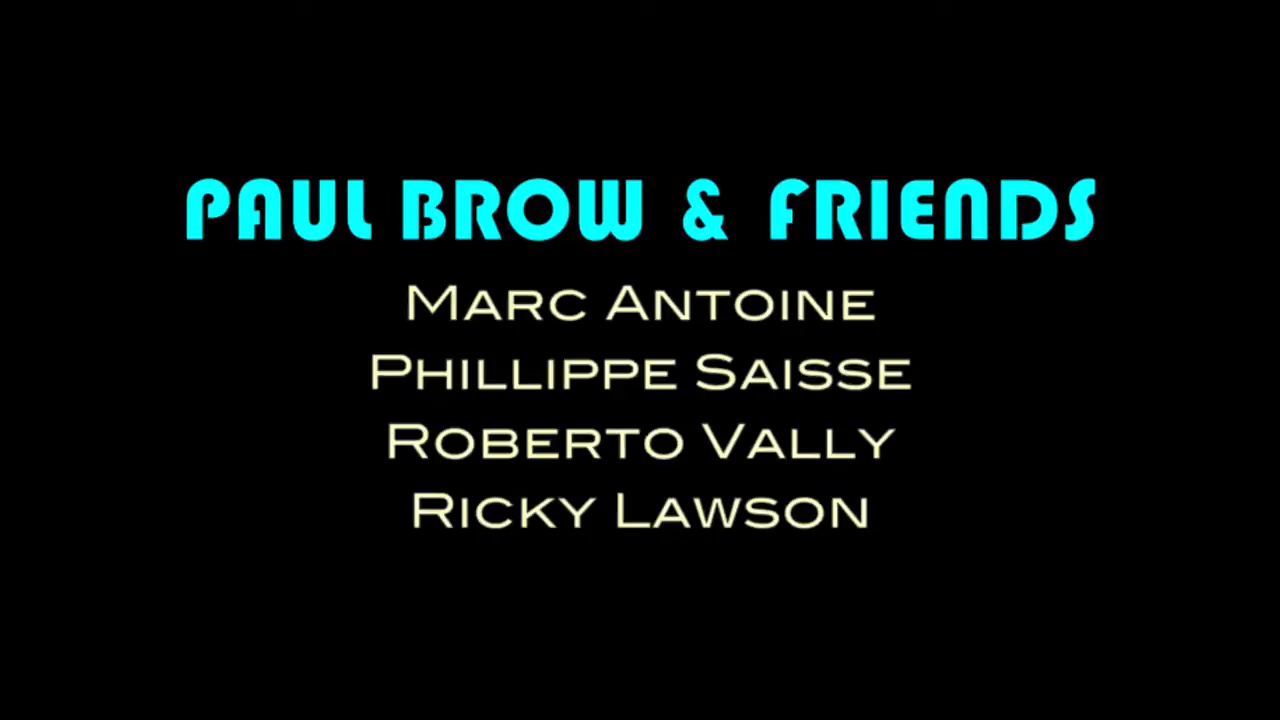 PAUL BROW & FRIENDS
MARC ANTOINE
PHILLIPPE SAISSE
ROBERTO VALLY
RICKY LAWSON